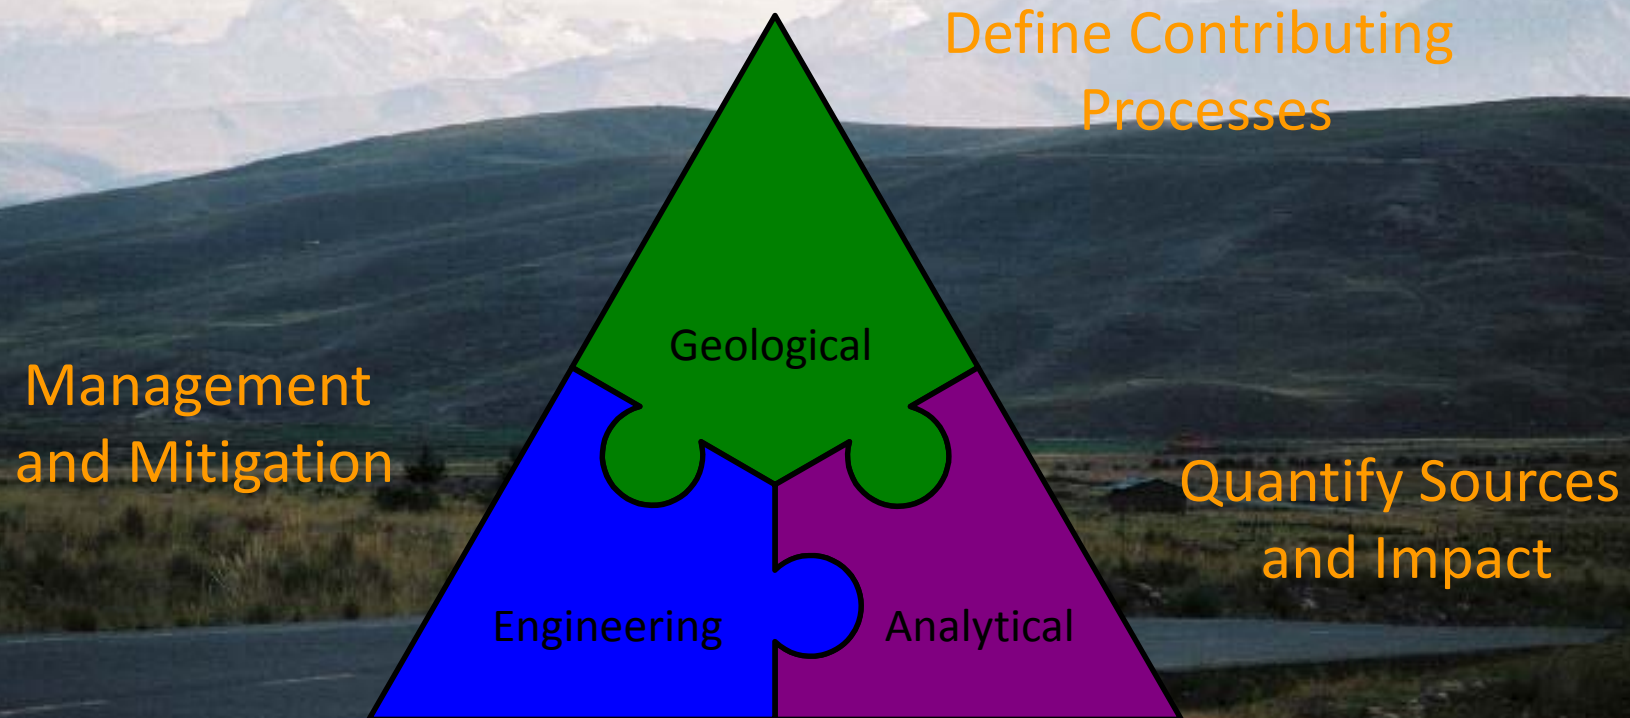 Define Contributing
Processes
Geological
Management
and Mitigation
Quantify Sources
and Impact
Engineering
Analytical